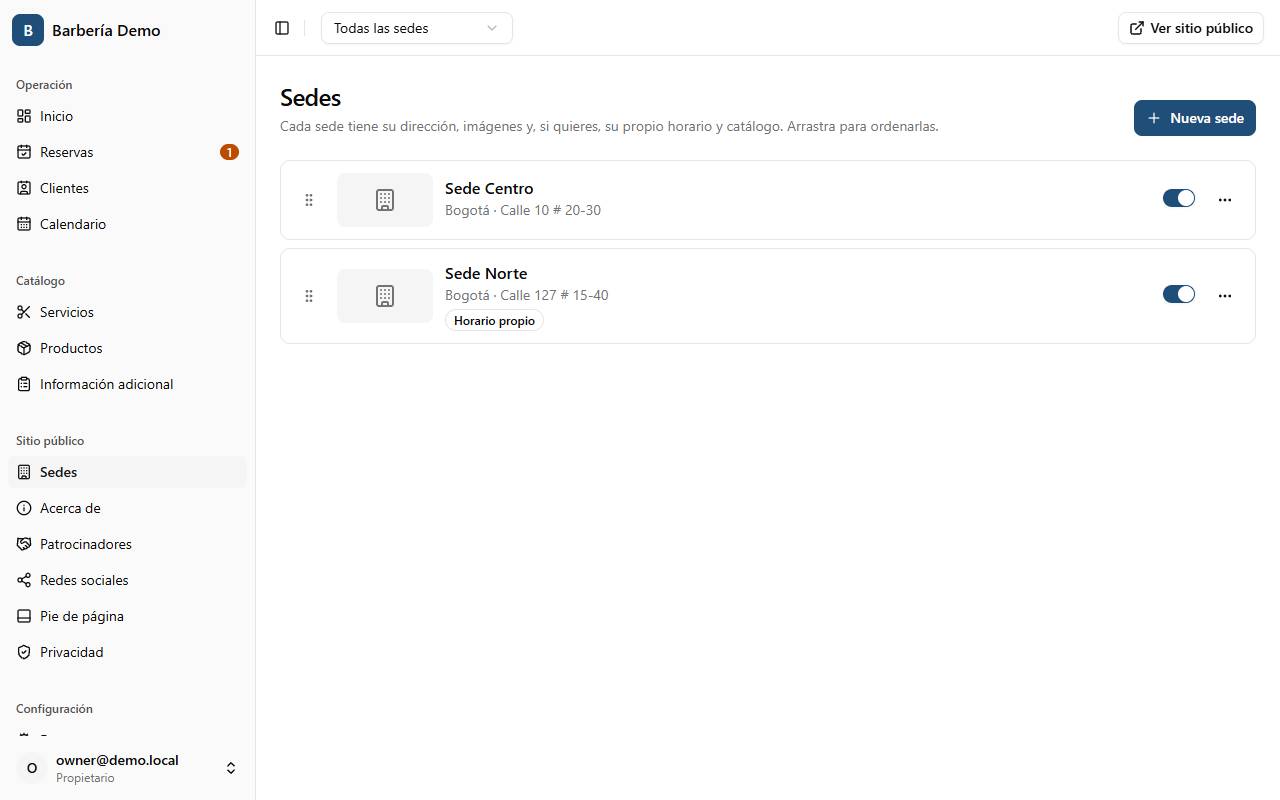 B Barbería Demo
Operación
Inicio
Reservas 1
Clientes
Calendario
Catálogo
Servicios
Productos
Información adicional
Sitio público
Sedes
Acerca de
Patrocinadores
Redes sociales
Pie de página
Privacidad
Configuración
O owner@demo.local
Propietario
Todas las sedes
Ver sitio público
Sedes
Cada sede tiene su dirección, imágenes y, si quieres, su propio horario y catálogo. Arrastra para ordenarlas.
Nueva sede
Sede Centro
Bogotá · Calle 10 # 20-30
Sede Norte
Bogotá · Calle 127 # 15-40
Horario propio